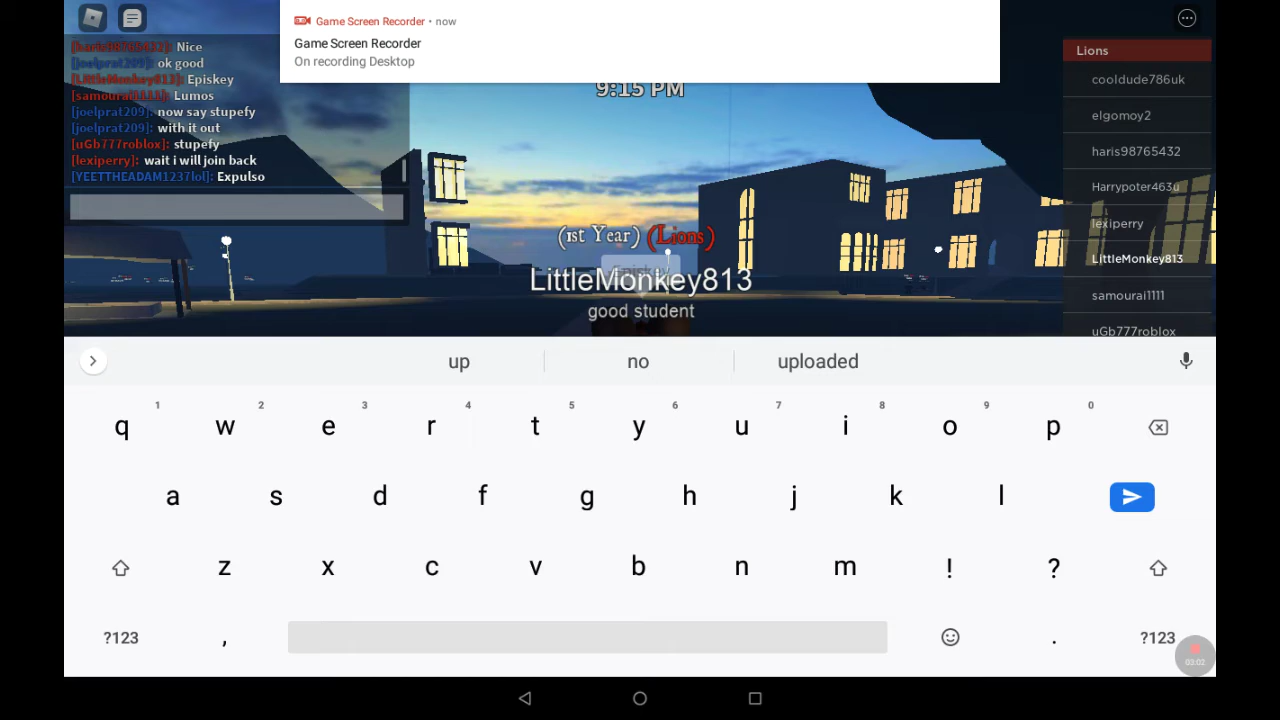 Game Screen Recorder • now
Game Screen Recorder
On recording Desktop
[haris98765432]: Nice
[joelprat209]: ok good
[LittleMonkey813]: Episkey
[samourai1111]: Lumos
[joelprat209]: now say stupefy
[joelprat209]: with it out
[uGb777roblox]: stupefy
[lexiperry]: wait i will join back
[YEETTHEADAM1237lol]: Expulso
9:15 PM
(1st Year) (Lions)
LittleMonkey813
good student
Lions
cooldude786uk
elgomoy2
haris98765432
Harrypoter463u
lexiperry
LittleMonkey813
samourai1111
uGb777roblox
up no uploaded
1 2 3 4 5 6 7 8 9 0
q w e r t y u i o p
a s d f g h j k l
z x c v b n m ! ?
?123 , . ?123
03:02